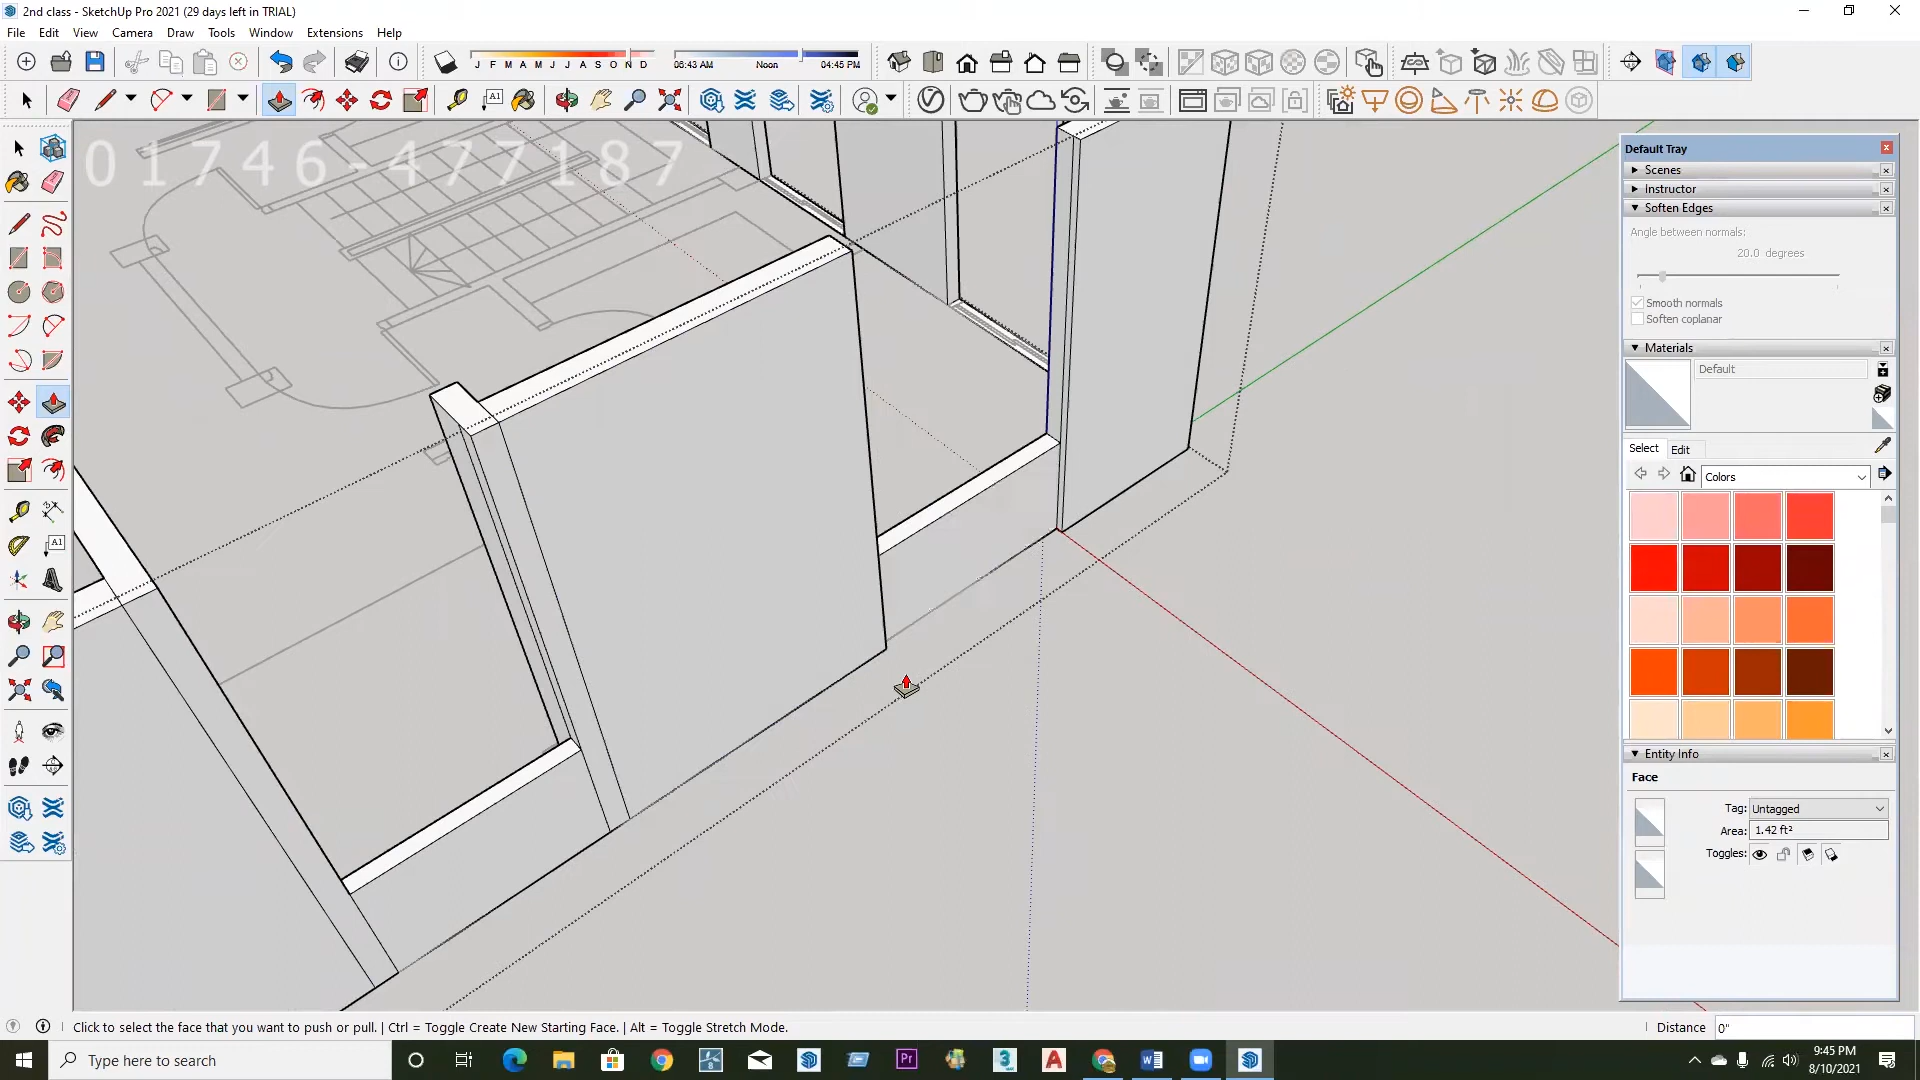 2nd class - SketchUp Pro 2021 (29 days left in TRIAL)
File Edit View Camera Draw Tools Window Extensions Help
J F M A M J J A S O N D 06:43 AM Noon 04:45 PM
A1
01746-477187
Default Tray
Scenes
Instructor
Soften Edges
Angle between normals:
20.0 degrees
Smooth normals
Soften coplanar
Materials
Default
Select Edit
Colors
A1
Entity Info
Face
Tag: Untagged
Area: 1.42 ft²
Toggles:
Click to select the face that you want to push or pull. | Ctrl = Toggle Create New Starting Face. | Alt = Toggle Stretch Mode.
Distance 0"
Type here to search
9:45 PM
8/10/2021